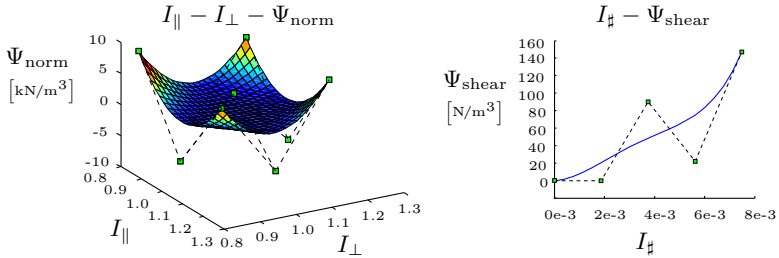 I∥ − I⊥ − Ψnorm
Ψnorm
[kN/m³]
10
5
0
-5
-10
0.8
0.9
1.0
1.1
1.2
1.3
I∥
0.8
0.9
1.0
1.1
1.2
1.3
I⊥
I♯ − Ψshear
Ψshear
[N/m³]
160
140
120
100
80
60
40
20
0
0e-3 2e-3 4e-3 6e-3 8e-3
I♯